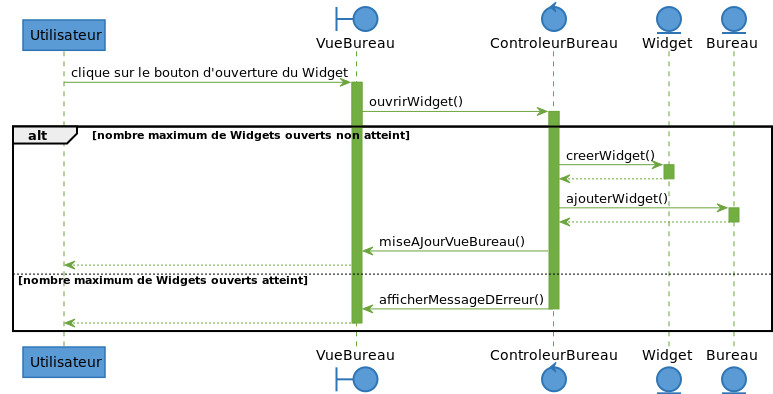 Utilisateur
VueBureau
ControleurBureau
Widget
Bureau
clique sur le bouton d'ouverture du Widget
ouvrirWidget()
alt
[nombre maximum de Widgets ouverts non atteint]
creerWidget()
ajouterWidget()
miseAJourVueBureau()
[nombre maximum de Widgets ouverts atteint]
afficherMessageDErreur()
Utilisateur
VueBureau
ControleurBureau
Widget
Bureau